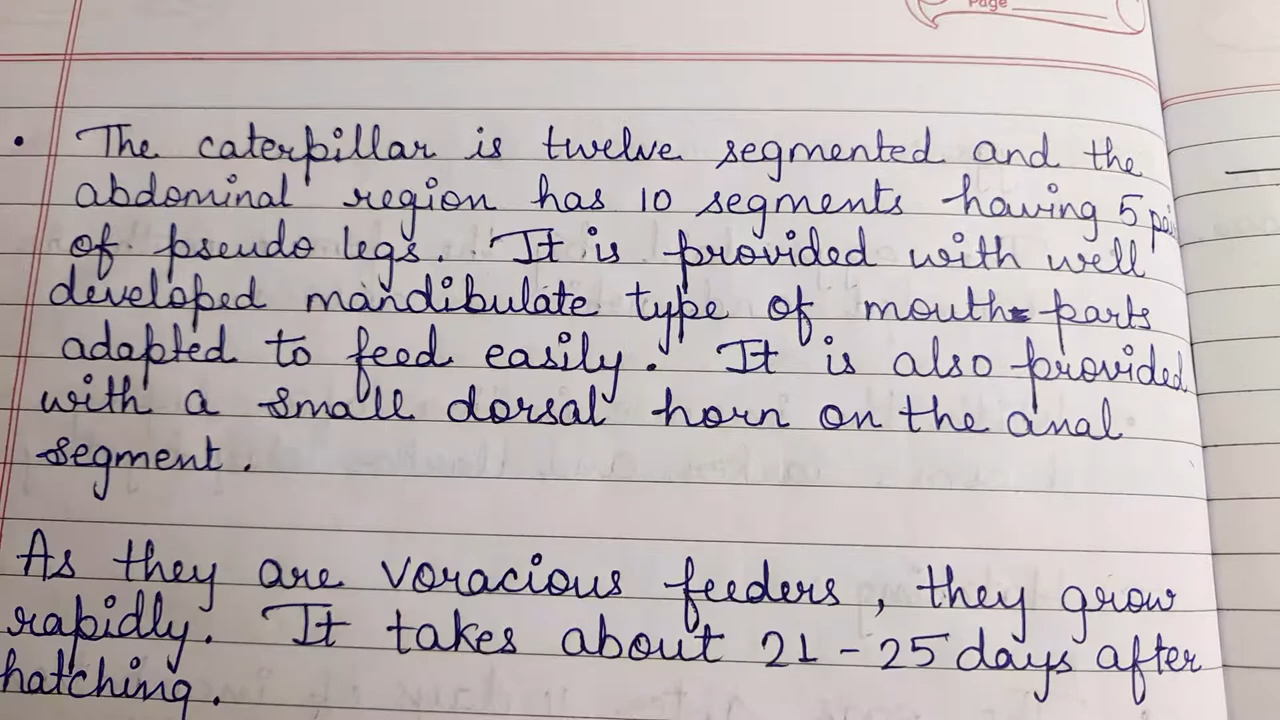 Page
• The caterpillar is twelve segmented and the
abdominal region has 10 segments having 5
of pseudo legs. It is provided with well
developed mandibulate type of mouth parts
adapted to feed easily. It is also provided
with a small dorsal horn on the anal
segment.
As they are voracious feeders, they grow
rapidly. It takes about 21-25 days after
hatching.